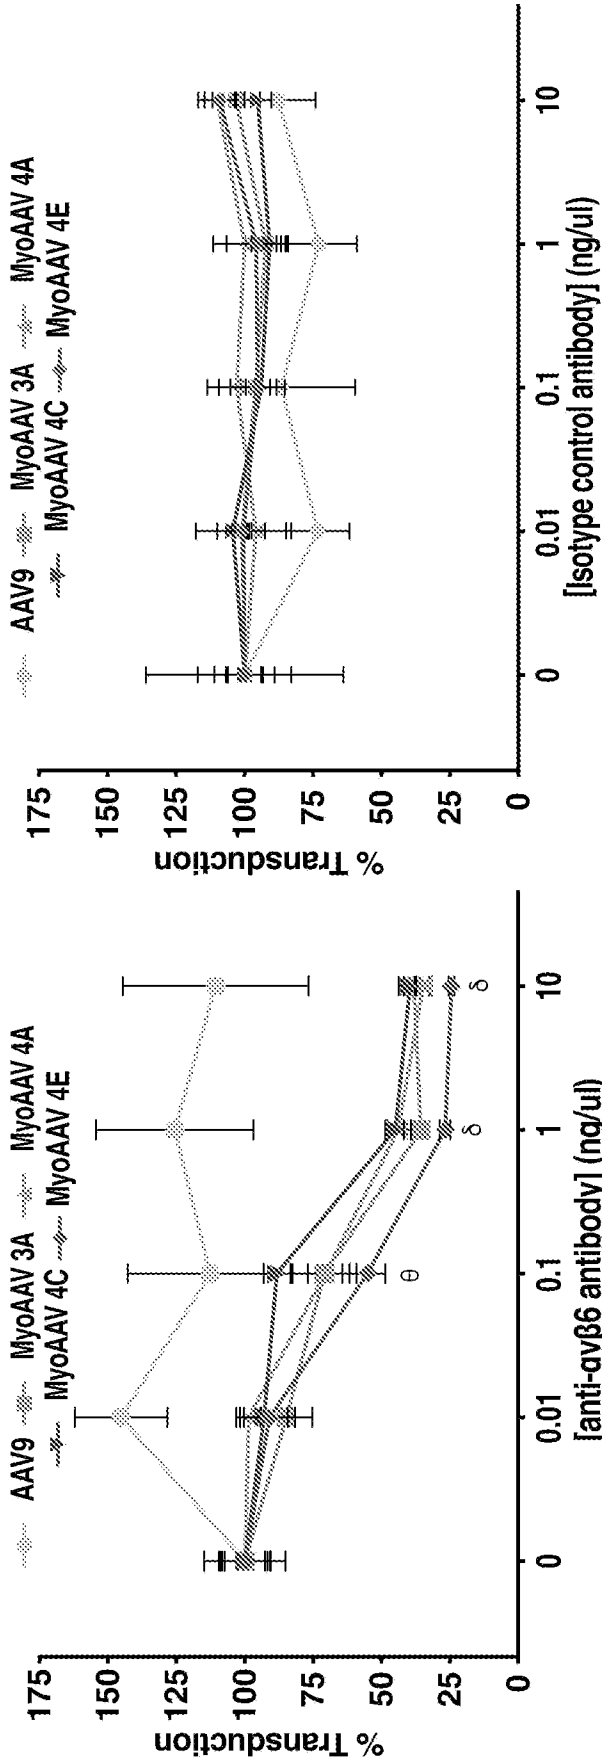 AAV9 MyoAAV 3A MyoAAV 4A
MyoAAV 4C MyoAAV 4E
% Transduction
175
150
125
100
75
50
25
0
θ
δ
δ
0 0.01 0.1 1 10
[anti-αvβ6 antibody] (ng/ul)
AAV9 MyoAAV 3A MyoAAV 4A
MyoAAV 4C MyoAAV 4E
% Transduction
175
150
125
100
75
50
25
0
0 0.01 0.1 1 10
[Isotype control antibody] (ng/ul)